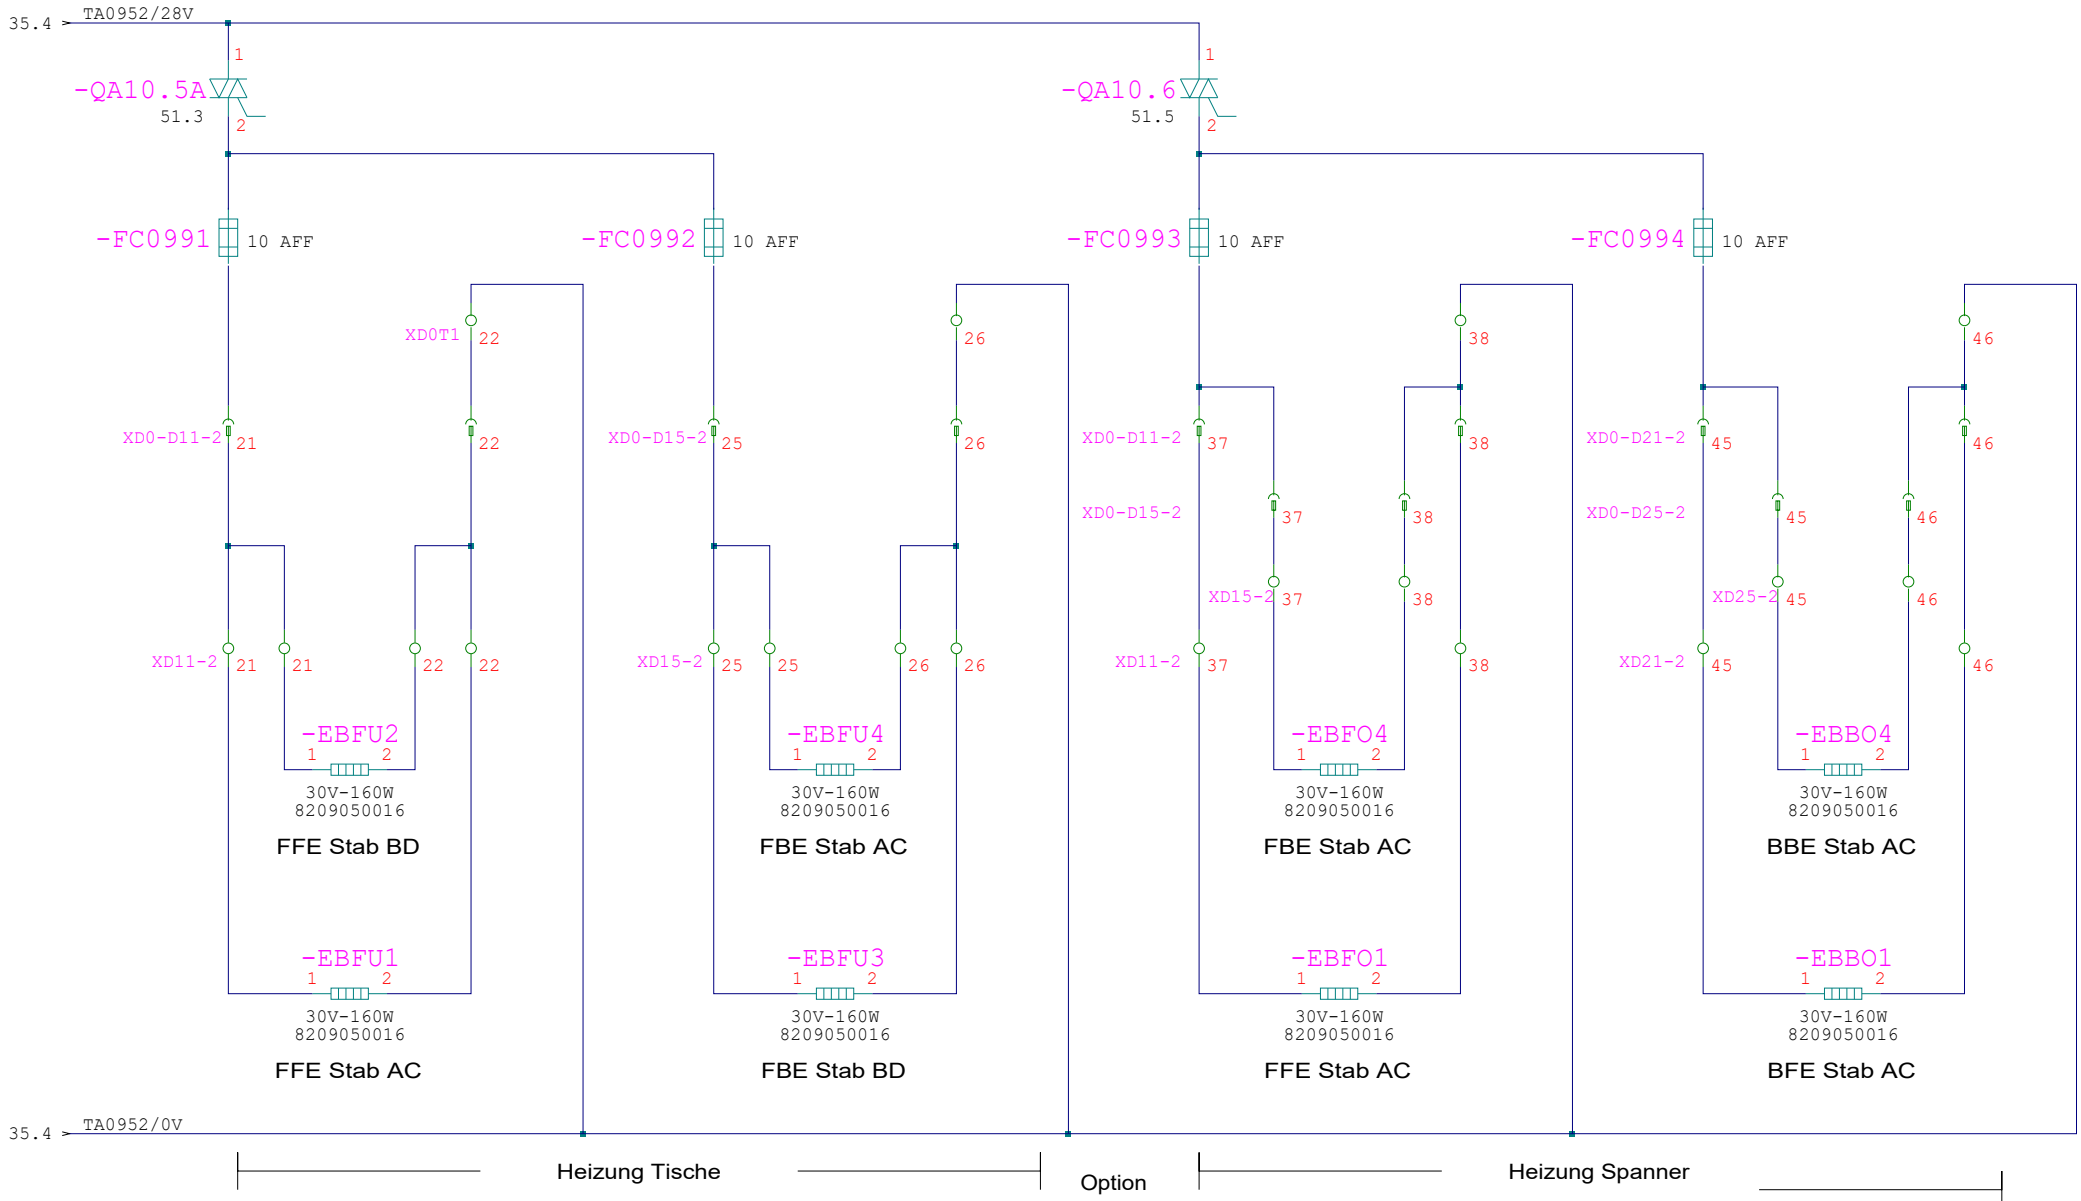 35.4 > TA0952/28V
1 1
-QA10.5A -QA10.6
51.3 51.5
2 2
-FC0991 10 AFF -FC0992 10 AFF -FC0993 10 AFF -FC0994 10 AFF
XD0T1 22 26 38 46
XD0-D11-2 21 22 XD0-D15-2 25 26 XD0-D11-2 37 38 XD0-D21-2 45 46
XD0-D15-2 37 38 XD0-D25-2 45 46
XD15-2 37 38 XD25-2 45 46
XD11-2 21 21 22 22 XD15-2 25 25 26 26 XD11-2 37 38 XD21-2 45 46
-EBFU2 -EBFU4 -EBFO4 -EBBO4
1 2 1 2 1 2 1 2
30V-160W 30V-160W 30V-160W 30V-160W
8209050016 8209050016 8209050016 8209050016
FFE Stab BD FBE Stab AC FBE Stab AC BBE Stab AC
-EBFU1 -EBFU3 -EBFO1 -EBBO1
1 2 1 2 1 2 1 2
30V-160W 30V-160W 30V-160W 30V-160W
8209050016 8209050016 8209050016 8209050016
FFE Stab AC FBE Stab BD FFE Stab AC BFE Stab AC
35.4 > TA0952/0V
Heizung Tische Option Heizung Spanner